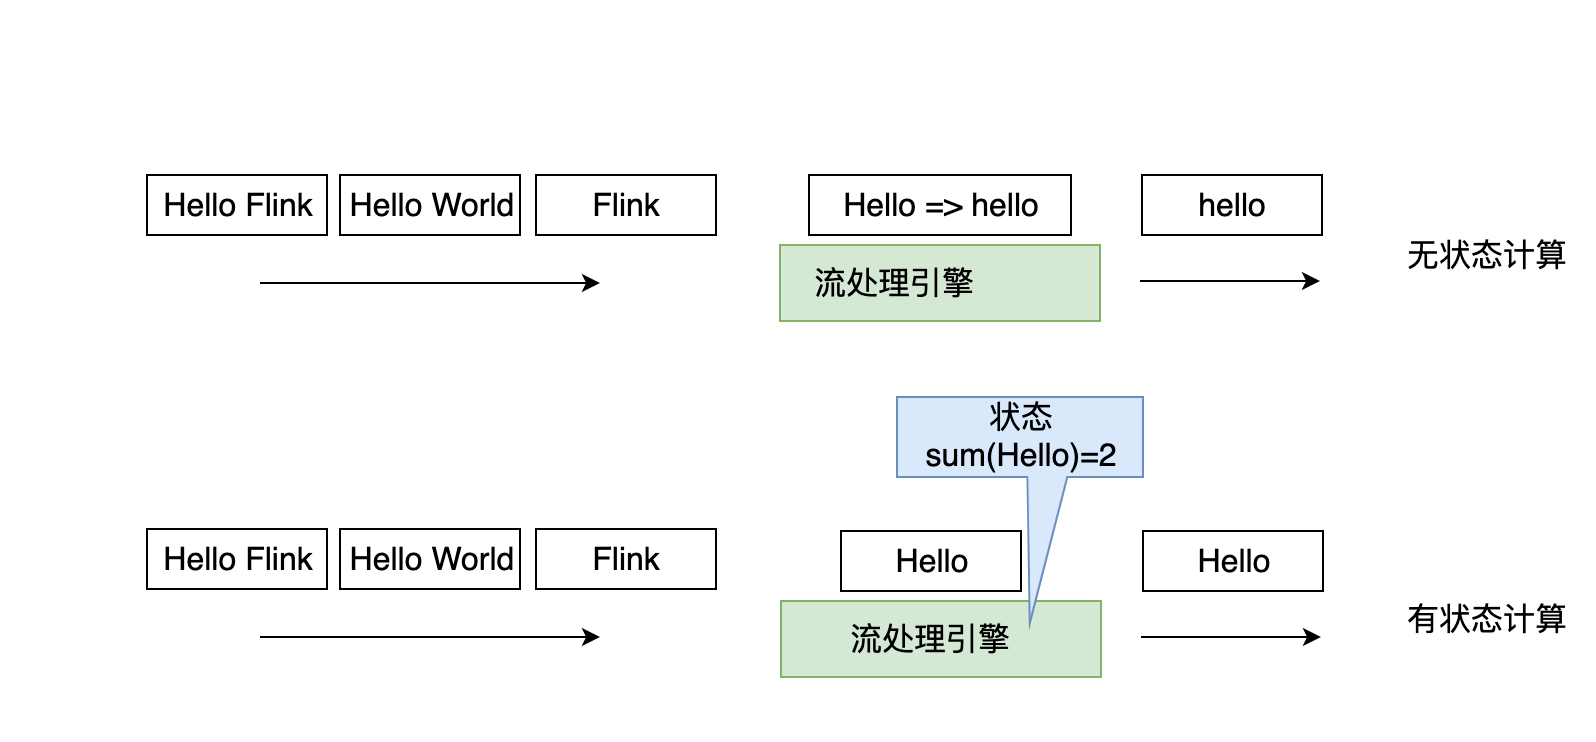 Hello Flink
Hello World
Flink
Hello => hello
hello
流处理引擎
无状态计算
状态
sum(Hello)=2
Hello Flink
Hello World
Flink
Hello
Hello
流处理引擎
有状态计算